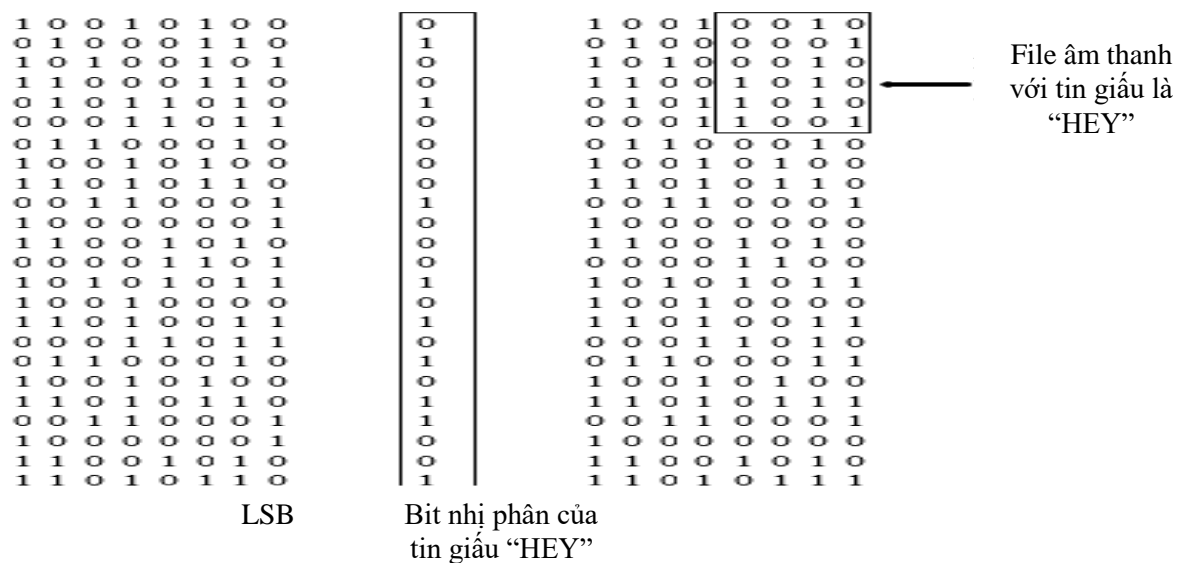 1 0 0 1 0 1 0 0 0 1 0 0 1 0 0 1 0
0 1 0 0 0 1 1 0 1 0 1 0 0 0 0 0 1
1 0 1 0 0 1 0 1 0 1 0 1 0 0 0 1 0
1 1 0 0 0 1 1 0 0 1 1 0 0 1 0 1 0
0 1 0 1 1 0 1 0 1 0 1 0 1 1 0 1 0
0 0 0 1 1 0 1 1 0 0 0 0 1 1 0 0 1
0 1 1 0 0 0 1 0 0 0 1 1 0 0 0 1 0
1 0 0 1 0 1 0 0 0 1 0 0 1 0 1 0 0
1 1 0 1 0 1 1 0 0 1 1 0 1 0 1 1 0
0 0 1 1 0 0 0 1 1 0 0 1 1 0 0 0 1
1 0 0 0 0 0 0 1 0 1 0 0 0 0 0 0 0
1 1 0 0 1 0 1 0 0 1 1 0 0 1 0 1 0
0 0 0 0 1 1 0 1 0 0 0 0 0 1 1 0 0
1 0 1 0 1 0 1 1 1 1 0 1 0 1 0 1 1
1 0 0 1 0 0 0 0 0 1 0 0 1 0 0 0 0
1 1 0 1 0 0 1 1 1 1 1 0 1 0 0 1 1
0 0 0 1 1 0 1 1 0 0 0 0 1 1 0 1 0
0 1 1 0 0 0 1 0 1 0 1 1 0 0 0 1 1
1 0 0 1 0 1 0 0 0 1 0 0 1 0 1 0 0
1 1 0 1 0 1 1 0 1 1 1 0 1 0 1 1 1
0 0 1 1 0 0 0 1 1 0 0 1 1 0 0 0 1
1 0 0 0 0 0 0 1 0 1 0 0 0 0 0 0 0
1 1 0 0 1 0 1 0 0 1 1 0 0 1 0 1 0
1 1 0 1 0 1 1 0 1 1 1 0 1 0 1 1 1
File âm thanh
với tin giấu là
“HEY”
LSB
Bit nhị phân của
tin giấu “HEY”